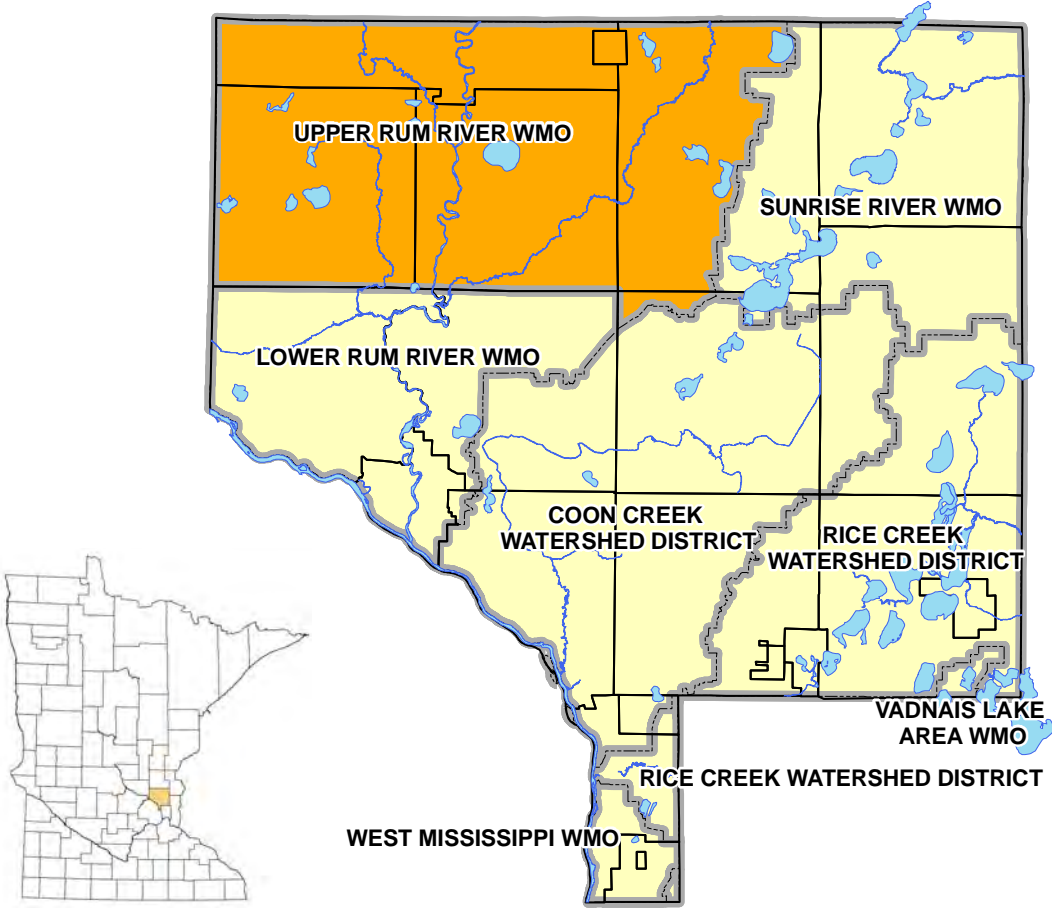 UPPER RUM RIVER WMO
SUNRISE RIVER WMO
LOWER RUM RIVER WMO
COON CREEK
WATERSHED DISTRICT
RICE CREEK
WATERSHED DISTRICT
VADNAIS LAKE
AREA WMO
RICE CREEK WATERSHED DISTRICT
WEST MISSISSIPPI WMO